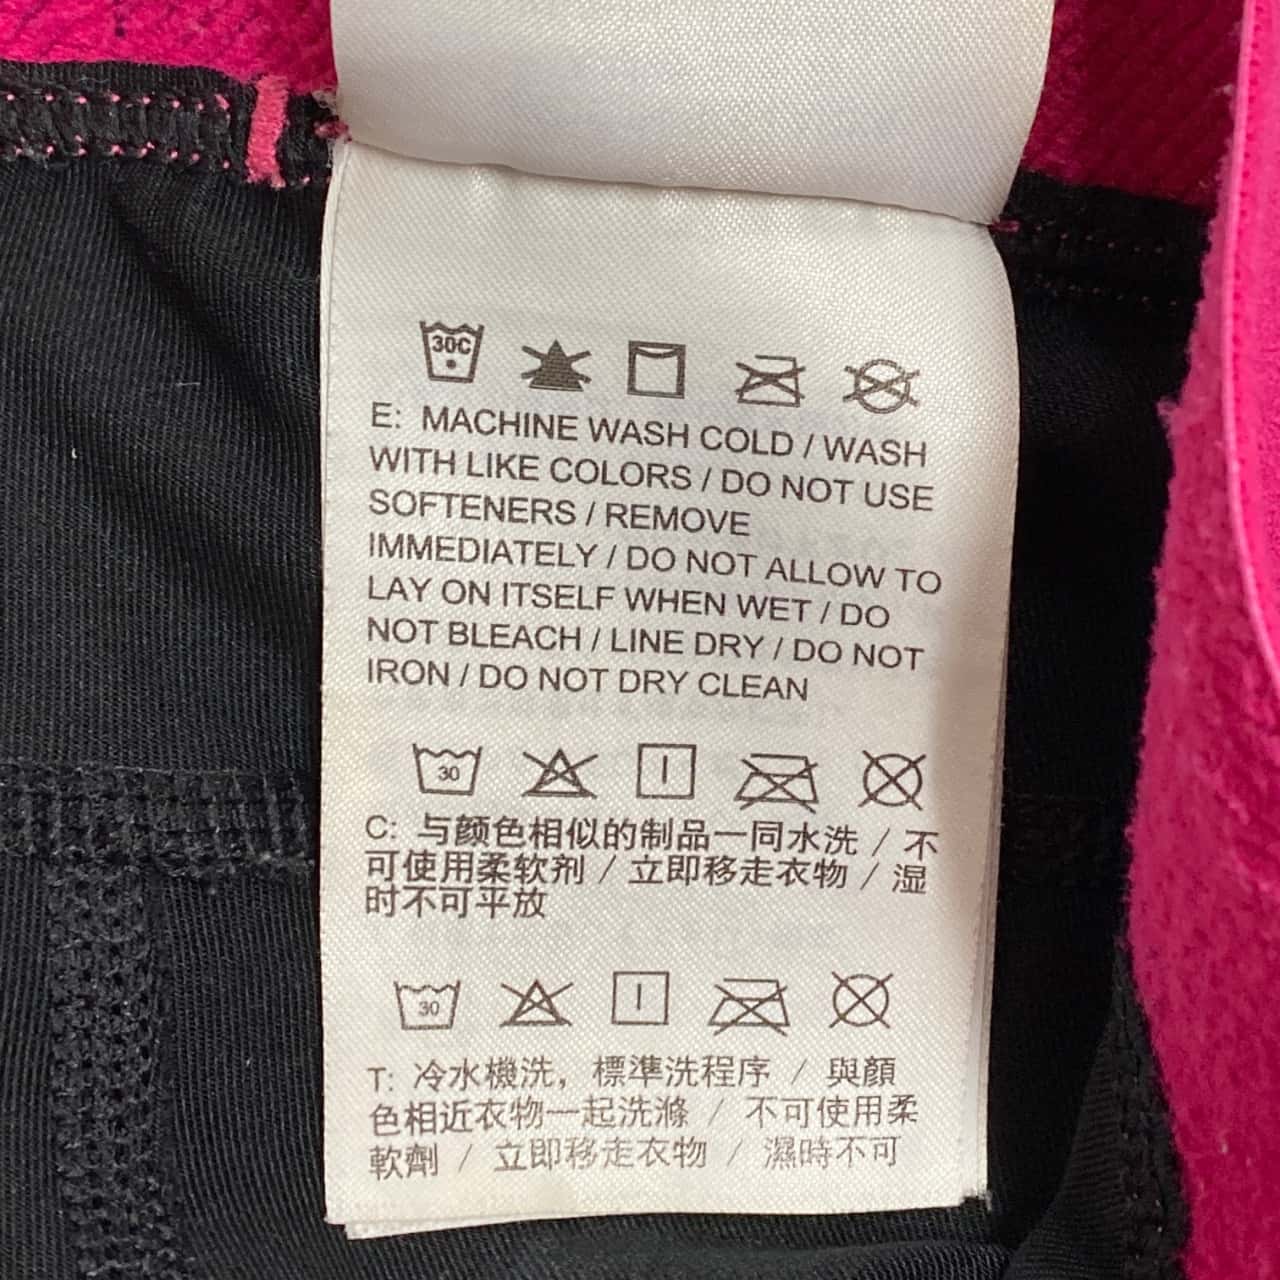 30C
E: MACHINE WASH COLD / WASH
WITH LIKE COLORS / DO NOT USE
SOFTENERS / REMOVE
IMMEDIATELY / DO NOT ALLOW TO
LAY ON ITSELF WHEN WET / DO
NOT BLEACH / LINE DRY / DO NOT
IRON / DO NOT DRY CLEAN
30
C: 与颜色相似的制品一同水洗 / 不
可使用柔软剂 / 立即移走衣物 / 湿
时不可平放
30
T: 冷水機洗，標準洗程序 / 與顏
色相近衣物一起洗滌 / 不可使用柔
軟劑 / 立即移走衣物 / 濕時不可